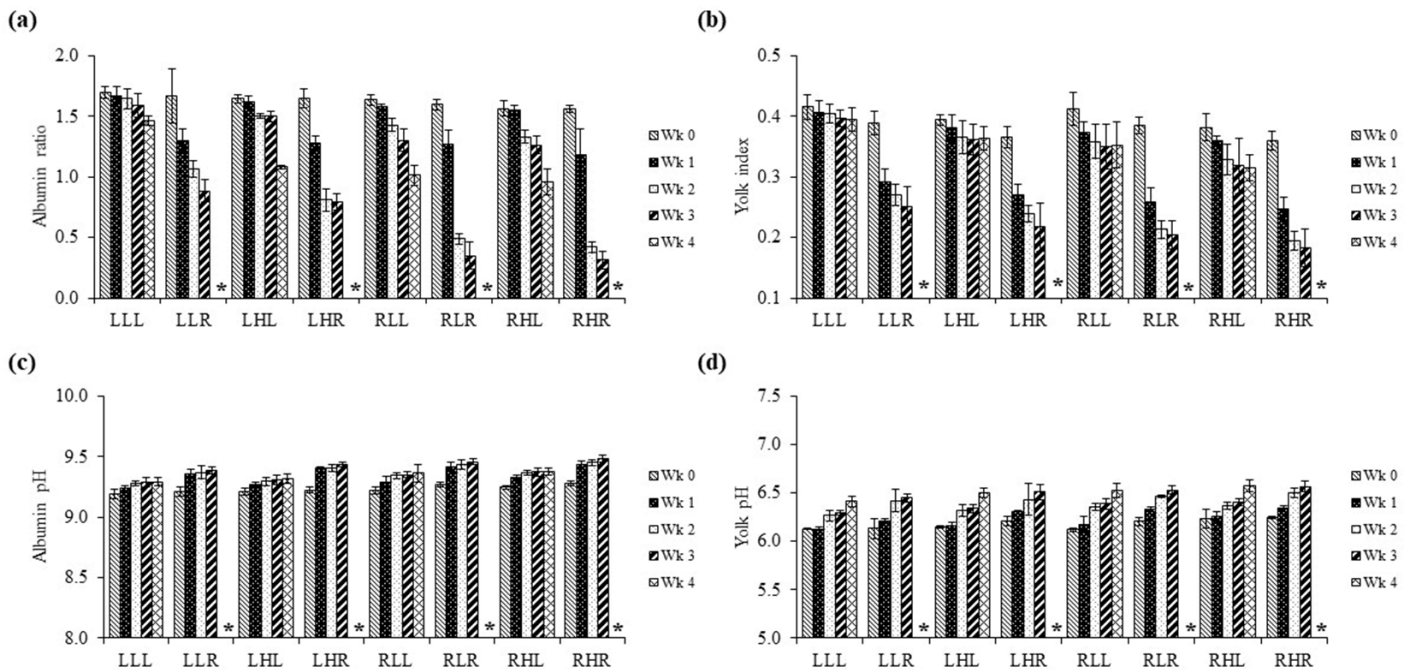 (a)
2.0
1.5
1.0
0.5
0.0
Albumin ratio
* * * *
LLL LLR LHL LHR RLL RLR RHL RHR
Wk 0
Wk 1
Wk 2
Wk 3
Wk 4
(b)
0.5
0.4
0.3
0.2
0.1
Yolk index
* * * *
LLL LLR LHL LHR RLL RLR RHL RHR
Wk 0
Wk 1
Wk 2
Wk 3
Wk 4
(c)
10.0
9.5
9.0
8.5
8.0
Albumin pH
* * * *
LLL LLR LHL LHR RLL RLR RHL RHR
Wk 0
Wk 1
Wk 2
Wk 3
Wk 4
(d)
7.5
7.0
6.5
6.0
5.5
5.0
Yolk pH
* * * *
LLL LLR LHL LHR RLL RLR RHL RHR
Wk 0
Wk 1
Wk 2
Wk 3
Wk 4